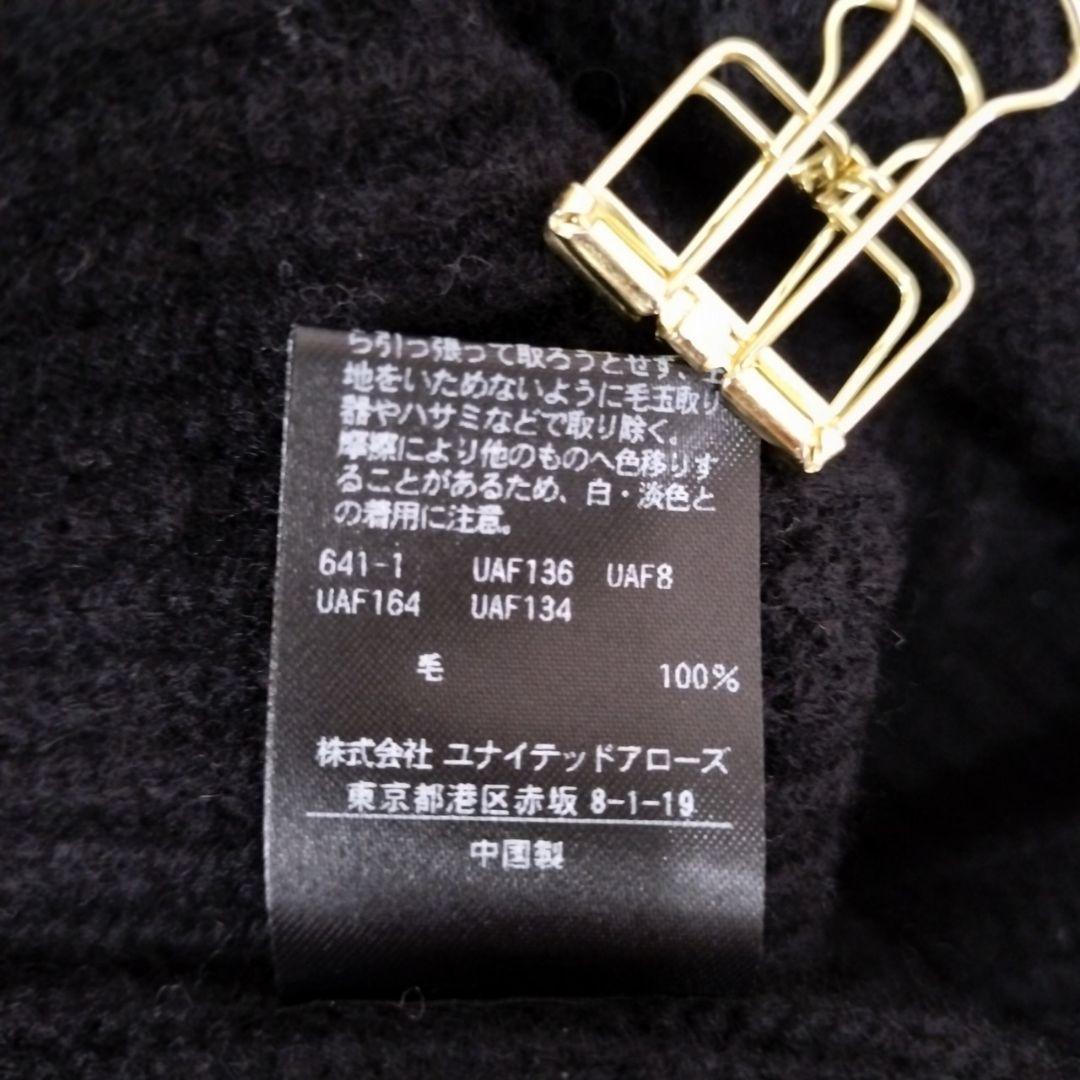 ら引っ張って取ろうとせず、生
地をいためないように毛玉取り
器やハサミなどで取り除く。
摩擦により他のものへ色移りす
ることがあるため、白・淡色と
の着用に注意。
641-1 UAF136 UAF8
UAF164 UAF134
毛 100%
株式会社 ユナイテッドアローズ
東京都港区赤坂 8-1-19
中国製